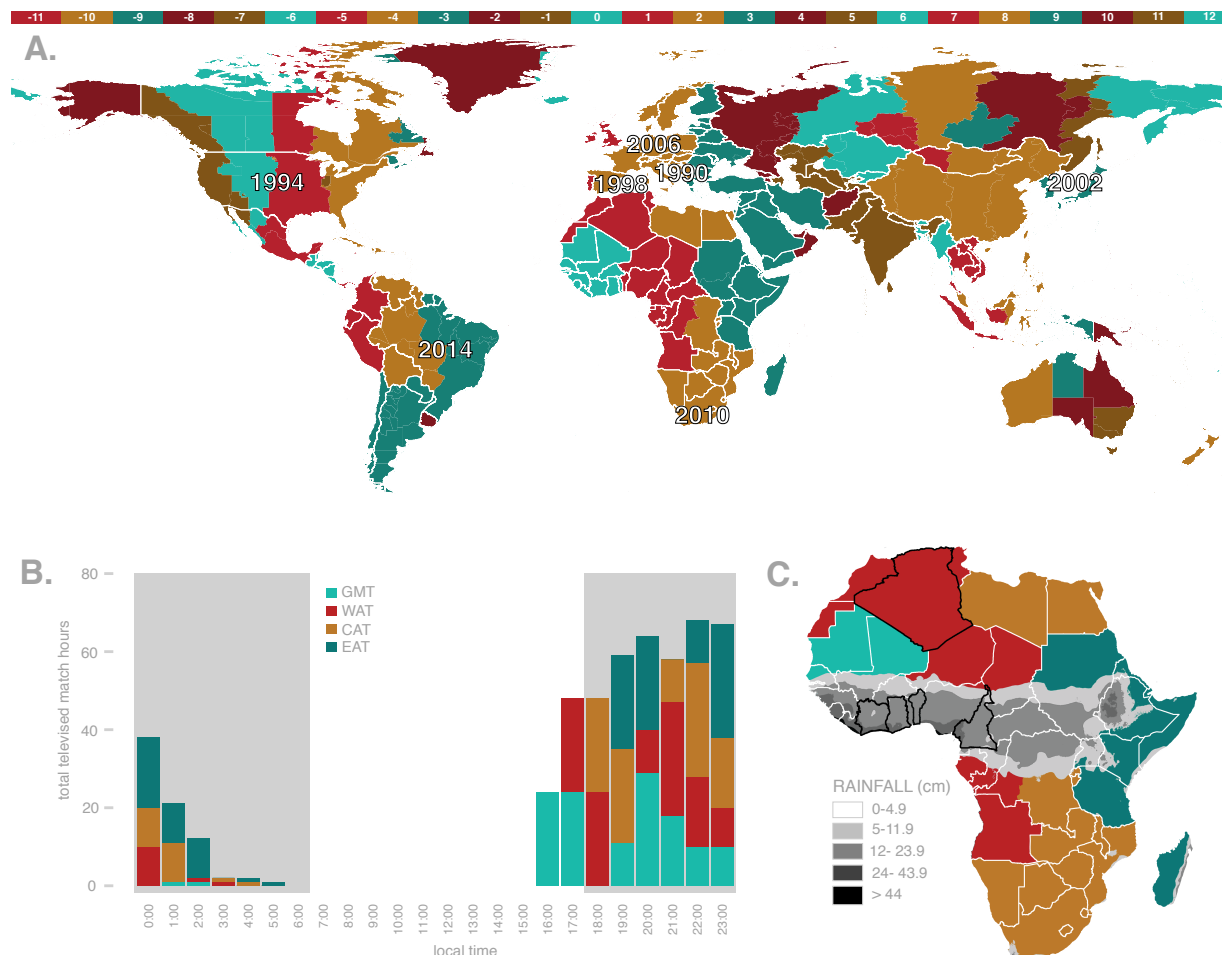 -11 -10 -9 -8 -7 -6 -5 -4 -3 -2 -1 0 1 2 3 4 5 6 7 8 9 10 11 12
A.
2006
1990
1994
1998
2002
2014
2010
B.
C.
80
60
40
20
0
total televised match hours
GMT
WAT
CAT
EAT
0:00 1:00 2:00 3:00 4:00 5:00 6:00 7:00 8:00 9:00 10:00 11:00 12:00 13:00 14:00 15:00 16:00 17:00 18:00 19:00 20:00 21:00 22:00 23:00
local time
RAINFALL (cm)
0-4.9
5-11.9
12- 23.9
24- 43.9
> 44